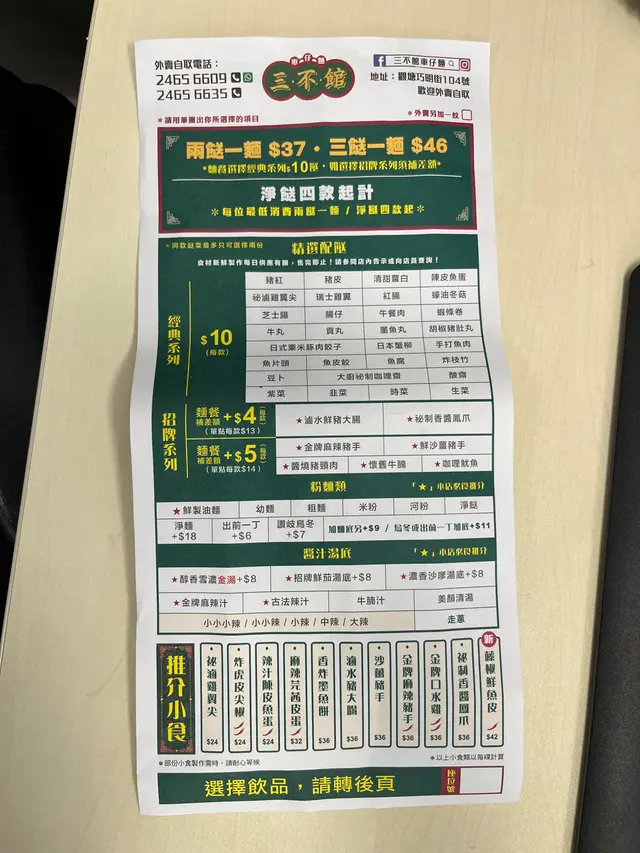 外賣自取電話：
2465 6609
2465 6635
車仔麵
三·不·館
三不館車仔麵
地址：觀塘巧明街104號
歡迎外賣自取
*請用筆圈出你所選擇的項目
*外賣另加一蚊
兩餸一麵 $37·三餸一麵 $46
*麵餐選擇經典系列$10餸，如選擇招牌系列須補差額*
淨餸四款起計
*每位最低消費兩餸一麵 / 淨餸四款起*
*同款餸菜最多只可選擇兩份
精選配餸
食材新鮮製作每日供應有限，售完即止！請參閱店內告示或向店員查詢！
經典系列
$10
(每款)
豬紅 豬皮 清甜蘿白 陳皮魚蛋
秘滷雞翼尖 瑞士雞翼 紅腸 蠔油冬菇
芝士腸 腸仔 午餐肉 蝦條卷
牛丸 貢丸 墨魚丸 胡椒豬肚丸
日式粟米豚肉餃子 日本蟹柳 手打魚肉
魚片頭 魚皮餃 魚腐 炸枝竹
豆卜 大廚祕制咖喱齋 酸齋
紫菜 韭菜 時菜 生菜
招牌系列
麵餐補差額 +$4 (每款)
(單點每款$13)
★滷水鮮豬大腸 ★祕制香醬鳳爪
麵餐補差額 +$5 (每款)
(單點每款$14)
★金牌麻辣豬手 ★鮮沙薑豬手
★醬燒豬頸肉 ★懷舊牛腩 ★咖喱魷魚
粉麵類
「★」本店必食推介
★鮮製油麵 幼麵 粗麵 米粉 河粉 淨餸
淨麵+$18 出前一丁+$6 讚岐烏冬+$7 加麵底另+$9 / 烏冬或出前一丁加底+$11
醬汁湯底
「★」本店必食推介
★醇香雪濃金湯+$8 ★招牌鮮茄湯底+$8 ★濃香沙嗲湯底+$8
★金牌麻辣汁 ★古法辣汁 牛腩汁 美顏清湯
小小小辣 / 小小辣 / 小辣 / 中辣 / 大辣 走蔥
推介小食
祕滷雞翼尖 $24
炸虎皮尖椒 $24
辣汁陳皮魚蛋 $24
麻辣芫茜皮蛋 $32
香炸墨魚餅 $36
滷水豬大腸 $36
沙薑豬手 $36
金牌麻辣豬手 $36
金牌口水雞 $36
祕制香醬鳳爪 $36
新
鮮魚皮 $42
*部份小食製作需時，請耐心等候
*以上小食類以每碟計算
選擇飲品，請轉後頁
座位號